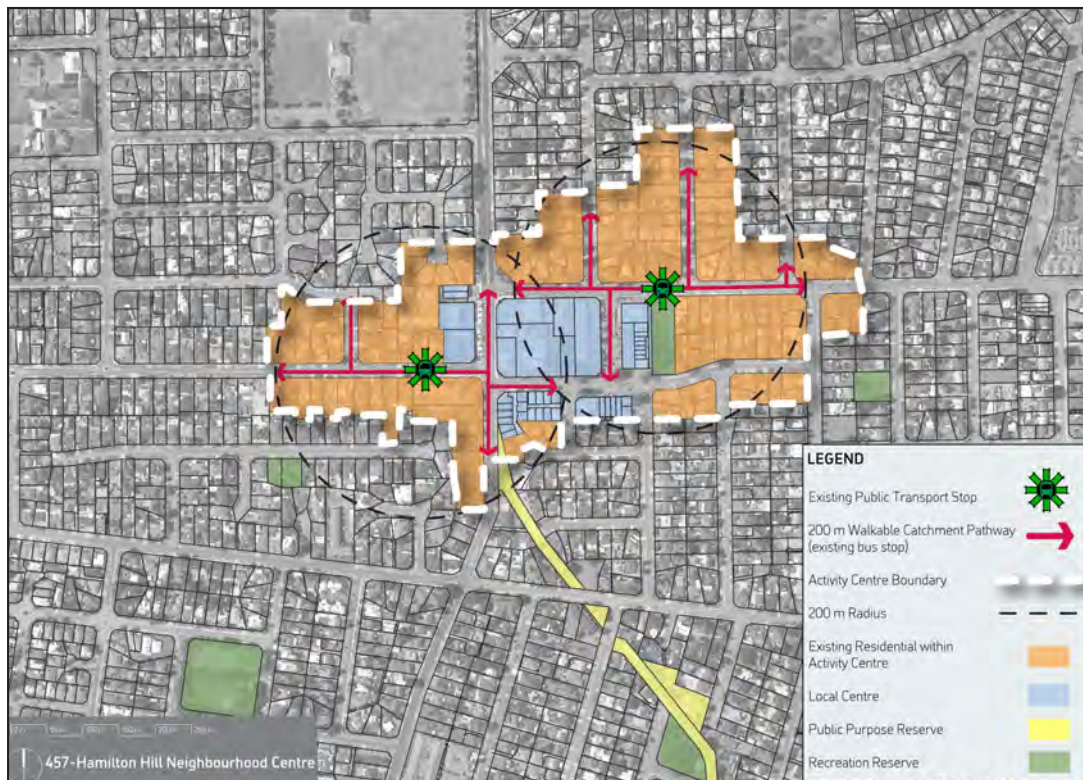 LEGEND
Existing Public Transport Stop
200 m Walkable Catchment Pathway
(existing bus stop)
Activity Centre Boundary
200 m Radius
Existing Residential within
Activity Centre
Local Centre
Public Purpose Reserve
Recreation Reserve
457-Hamilton Hill Neighbourhood Centre